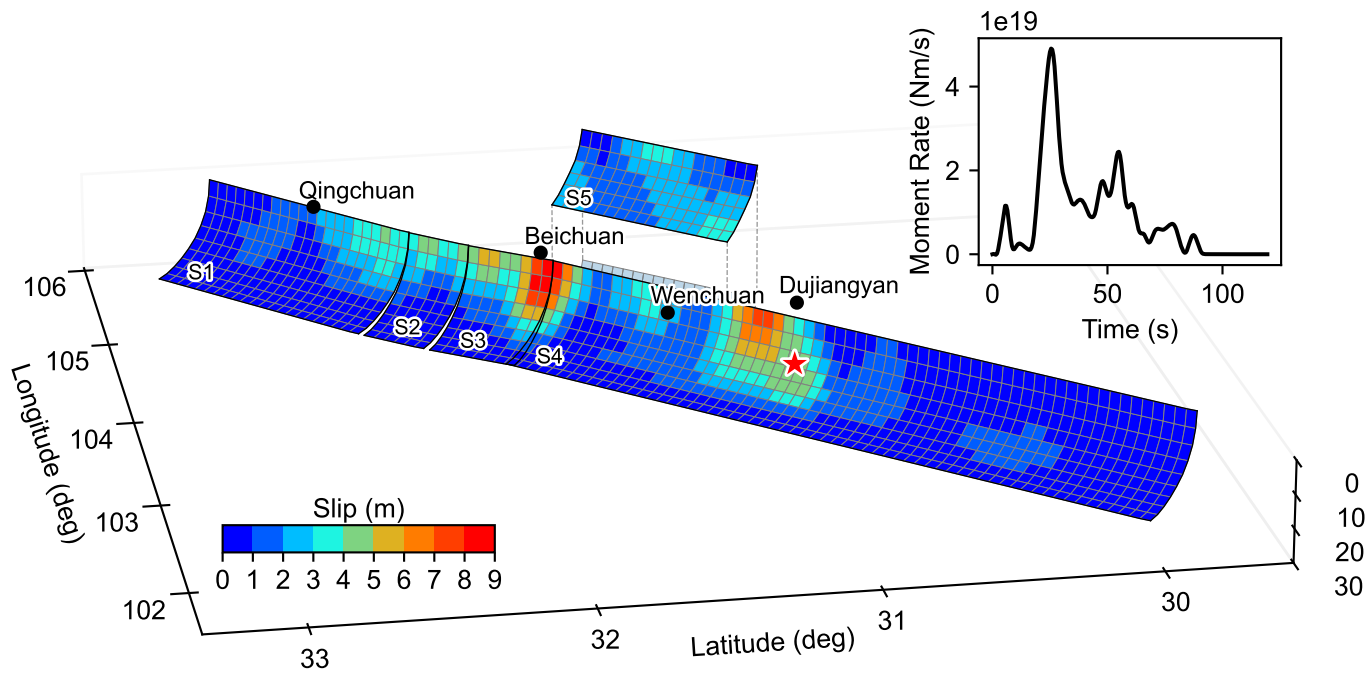 1e19
Moment Rate (Nm/s)
4
2
0
0 50 100
Time (s)
Qingchuan
S5
Beichuan
Wenchuan
Dujiangyan
S1
S2
S3
S4
106
105
104
103
102
Longitude (deg)
Slip (m)
0 1 2 3 4 5 6 7 8 9
33
32
31
30
Latitude (deg)
0
10
20
30